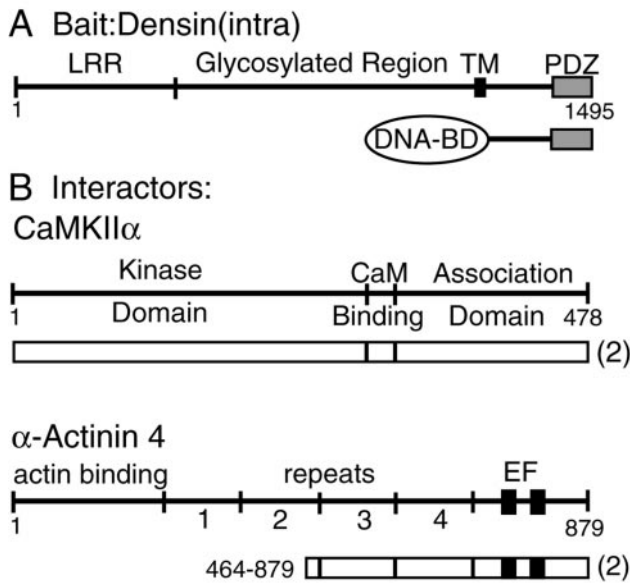 A Bait:Densin(intra)
LRR Glycosylated Region TM PDZ
1 1495
DNA-BD
B Interactors:
CaMKIIα
Kinase CaM Association
1 Domain Binding Domain 478
(2)
α-Actinin 4
actin binding repeats EF
1 1 2 3 4 879
464-879 (2)